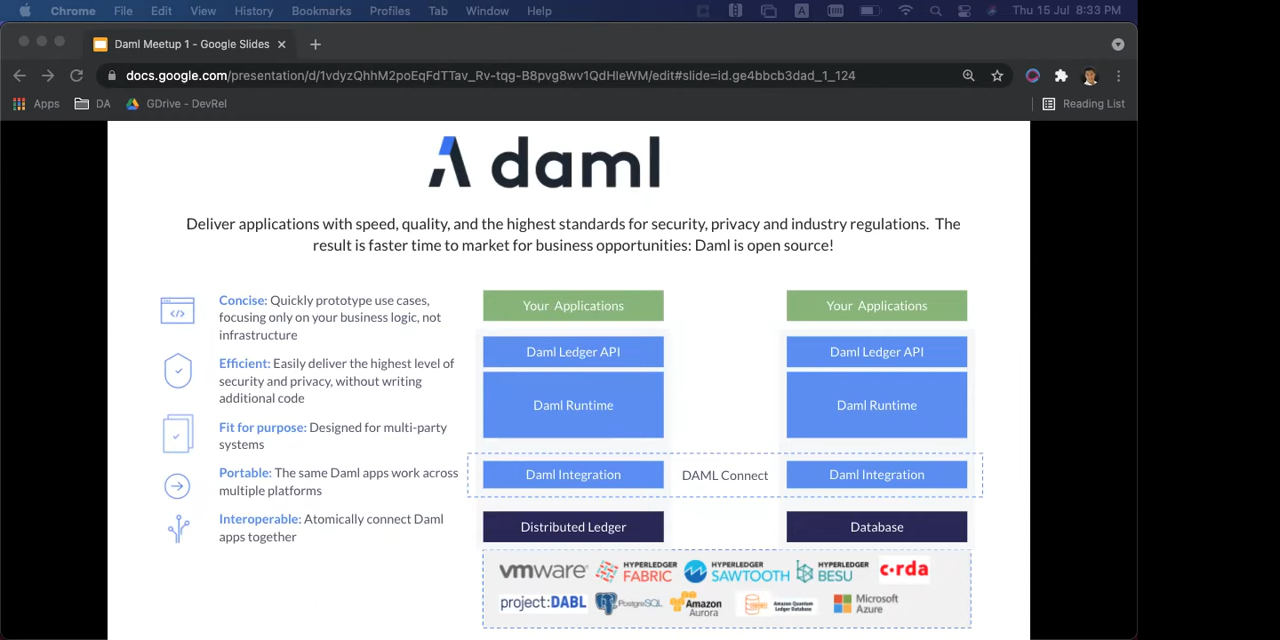 Chrome File Edit View History Bookmarks Profiles Tab Window Help A Thu 15 Jul 8:33 PM
Daml Meetup 1 - Google Slides
docs.google.com/presentation/d/1vdyzQhhM2poEqFdTTav_Rv-tqg-B8pvg8wv1QdHIeWM/edit#slide=id.ge4bbcb3dad_1_124
Apps DA GDrive - DevRel Reading List
daml
Deliver applications with speed, quality, and the highest standards for security, privacy and industry regulations. The
result is faster time to market for business opportunities: Daml is open source!
Concise: Quickly prototype use cases,
focusing only on your business logic, not
infrastructure
Efficient: Easily deliver the highest level of
security and privacy, without writing
additional code
Fit for purpose: Designed for multi-party
systems
Portable: The same Daml apps work across
multiple platforms
Interoperable: Atomically connect Daml
apps together
Your Applications Your Applications
Daml Ledger API Daml Ledger API
Daml Runtime Daml Runtime
Daml Integration DAML Connect Daml Integration
Distributed Ledger Database
vmware HYPERLEDGER FABRIC HYPERLEDGER SAWTOOTH HYPERLEDGER BESU c·rda
project:DABL PostgreSQL Amazon Aurora Amazon Quantum Ledger Database Microsoft Azure